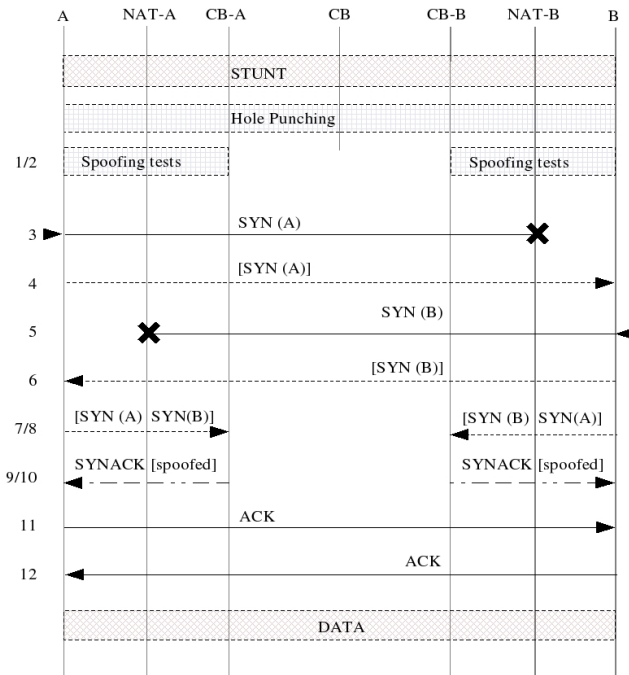 A NAT-A CB-A CB CB-B NAT-B B
STUNT
Hole Punching
1/2 Spoofing tests Spoofing tests
3 SYN (A)
4 [SYN (A)]
5 SYN (B)
6 [SYN (B)]
7/8 [SYN (A) SYN(B)] [SYN (B) SYN(A)]
9/10 SYNACK [spoofed] SYNACK [spoofed]
11 ACK
12 ACK
DATA